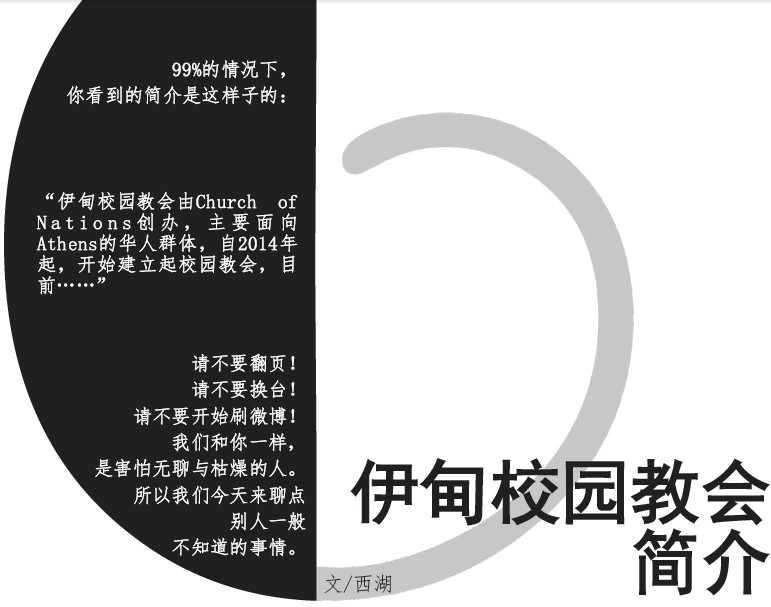 99%的情况下，
你看到的简介是这样子的：
“伊甸校园教会由Church of
Nations创办，主要面向
Athens的华人群体，自2014年
起，开始建立起校园教会，目
前……”
请不要翻页！
请不要换台！
请不要开始刷微博！
我们和你一样，
是害怕无聊与枯燥的人。
所以我们今天来聊点
别人一般
不知道的事情。
伊甸校园教会
简介
文/西湖